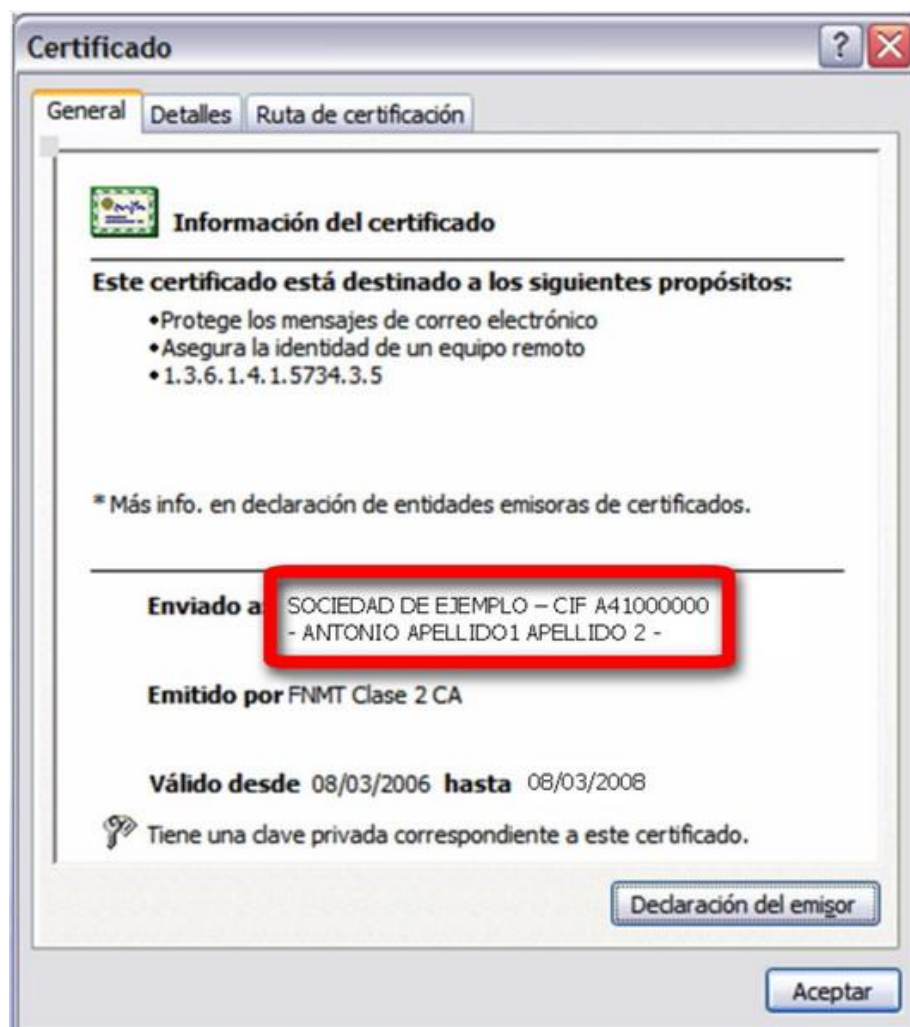 Certificado
General Detalles Ruta de certificación
Información del certificado
Este certificado está destinado a los siguientes propósitos:
•Protege los mensajes de correo electrónico
•Asegura la identidad de un equipo remoto
•1.3.6.1.4.1.5734.3.5
* Más info. en declaración de entidades emisoras de certificados.
Enviado a SOCIEDAD DE EJEMPLO – CIF A41000000
- ANTONIO APELLIDO1 APELLIDO 2 -
Emitido por FNMT Clase 2 CA
Válido desde 08/03/2006 hasta 08/03/2008
Tiene una clave privada correspondiente a este certificado.
Declaración del emisor
Aceptar